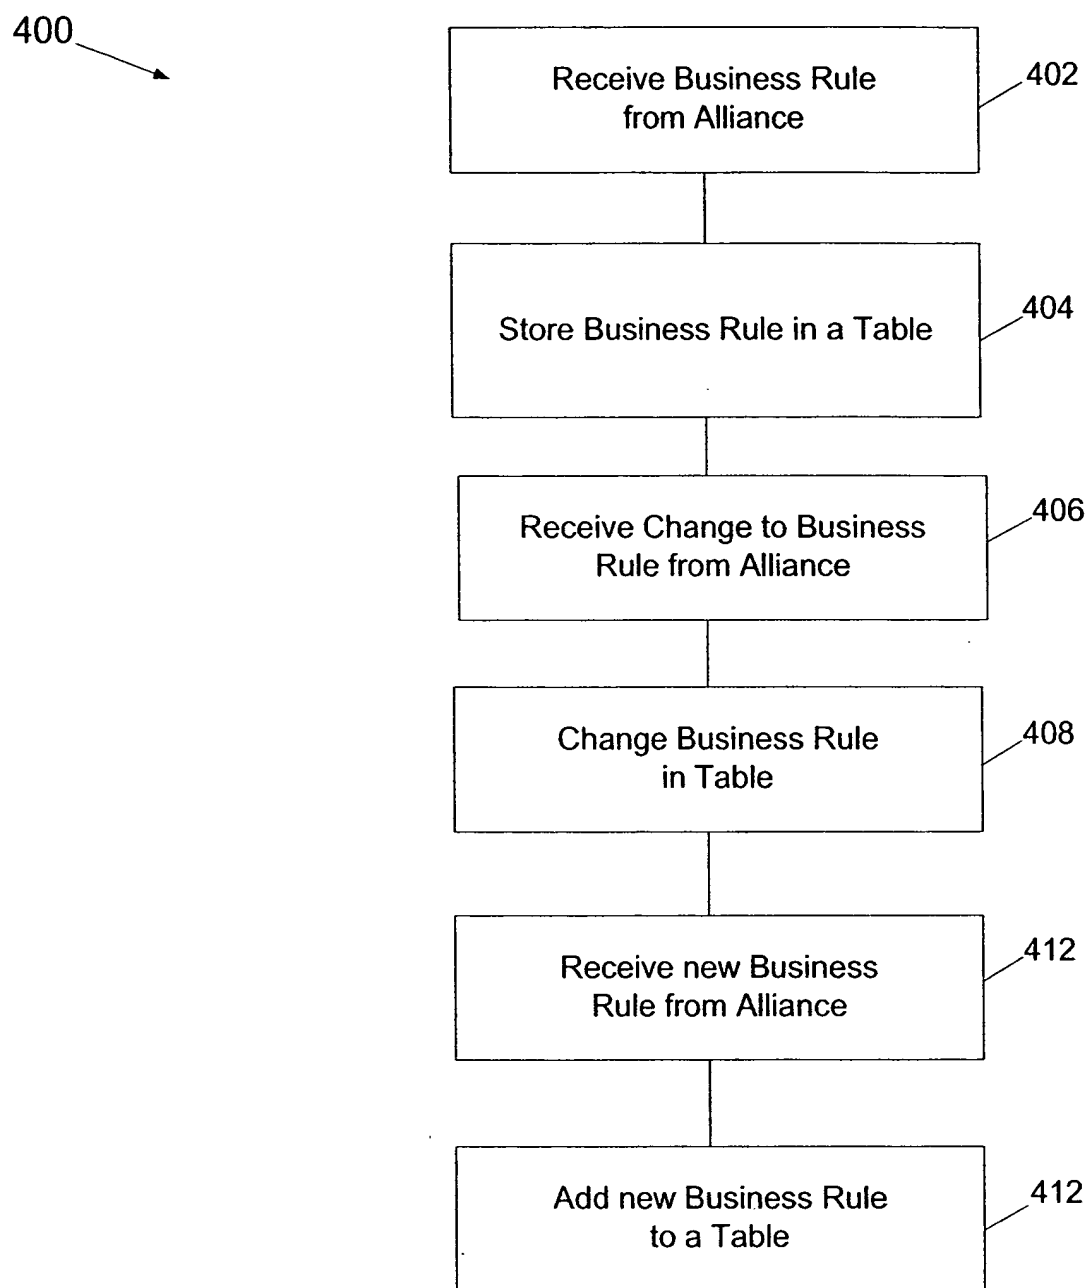 400
Receive Business Rule
from Alliance
402
Store Business Rule in a Table
404
Receive Change to Business
Rule from Alliance
406
Change Business Rule
in Table
408
Receive new Business
Rule from Alliance
412
Add new Business Rule
to a Table
412